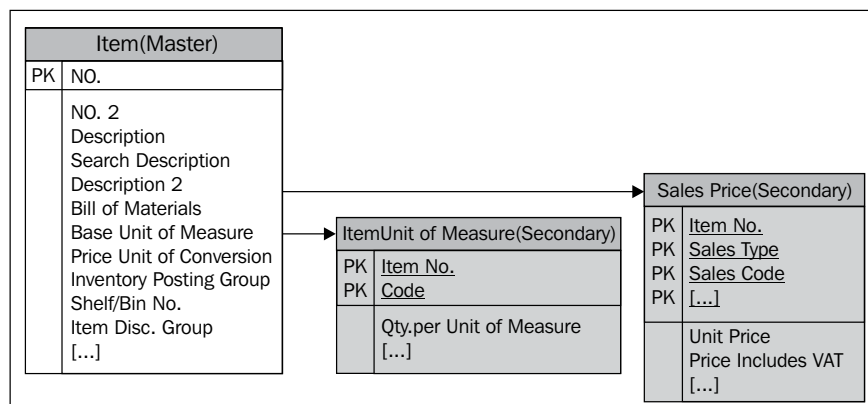 Item(Master)
PK NO.
NO. 2
Description
Search Description
Description 2
Bill of Materials
Base Unit of Measure
Price Unit of Conversion
Inventory Posting Group
Shelf/Bin No.
Item Disc. Group
[...]
ItemUnit of Measure(Secondary)
PK Item No.
PK Code
Qty.per Unit of Measure
[...]
Sales Price(Secondary)
PK Item No.
PK Sales Type
PK Sales Code
PK [...]
Unit Price
Price Includes VAT
[...]